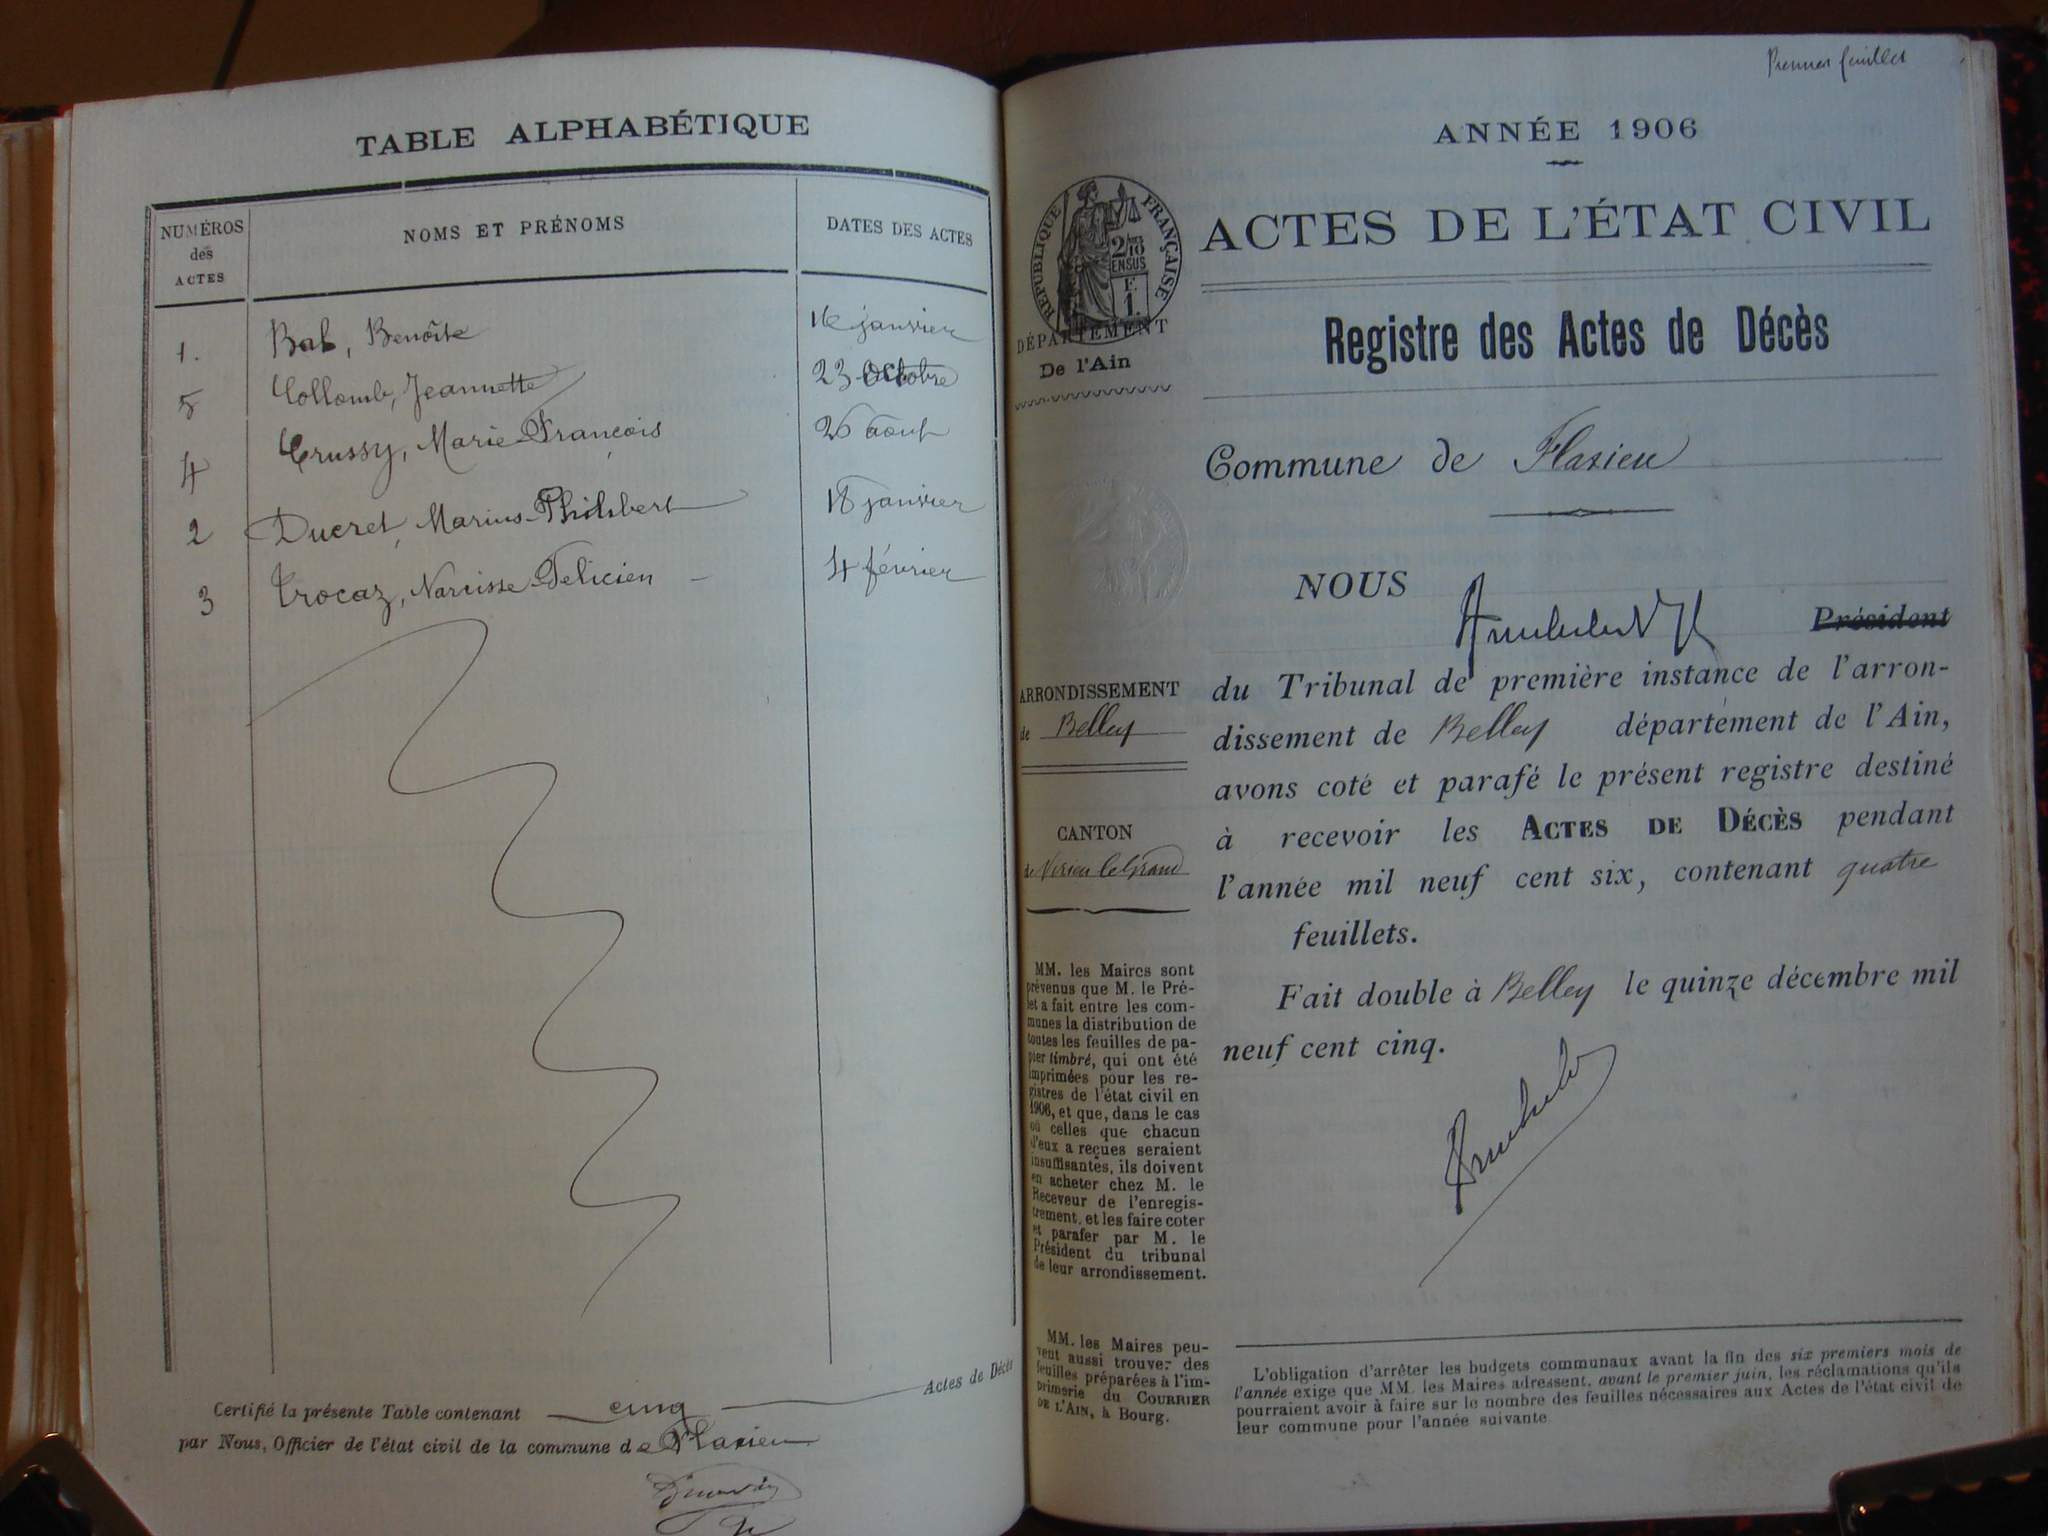 TABLE ALPHABÉTIQUE
NUMÉROS des ACTES
NOMS ET PRÉNOMS
DATES DES ACTES
1. Bal, Benoîte 16 janvier
5 Collomb, Jeannette 23 Octobre
4 Crussy, Marie-François 26 août
2 Ducret, Marius-Philibert 18 janvier
3 Trocaz, Narcisse-Félicien 4 février
Certifié la présente Table contenant cinq Actes de Décès
par Nous, Officier de l'état civil de la commune de Flaxieu
Premier feuillet
ANNÉE 1906
RÉPUBLIQUE FRANÇAISE
2/10 EN SUS
F. 1.
DÉPARTEMENT
De l'Ain
ACTES DE L'ÉTAT CIVIL
Registre des Actes de Décès
Commune de Flaxieu
NOUS
Président
du Tribunal de première instance de l'arron-
dissement de Belley département de l'Ain,
avons coté et parafé le présent registre destiné
à recevoir les ACTES DE DÉCÈS pendant
l'année mil neuf cent six, contenant quatre
feuillets.
Fait double à Belley le quinze décembre mil
neuf cent cinq.
ARRONDISSEMENT
de Belley
CANTON
de Virieu le Grand
MM. les Maires sont
prévenus que M. le Pré-
fet a fait entre les com-
munes la distribution de
toutes les feuilles de pa-
pier timbré, qui ont été
imprimées pour les re-
gistres de l'état civil en
1906, et que, dans le cas
où celles que chacun
d'eux a reçues seraient
insuffisantes, ils doivent
en acheter chez M. le
Receveur de l'enregis-
trement, et les faire coter
et parafer par M. le
Président du tribunal
de leur arrondissement.
MM. les Maires peu-
vent aussi trouver des
feuilles préparées à l'im-
primerie du COURRIER
DE L'AIN, à Bourg.
L'obligation d'arrêter les budgets communaux avant la fin des six premiers mois de
l'année exige que MM. les Maires adressent, avant le premier juin, les réclamations qu'ils
pourraient avoir à faire sur le nombre des feuilles nécessaires aux Actes de l'état civil de
leur commune pour l'année suivante.